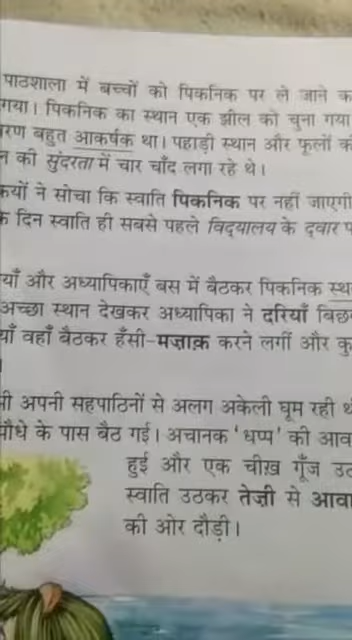 पाठशाला में बच्चों को पिकनिक पर ले जाने क
गया। पिकनिक का स्थान एक झील को चुना गया
रण बहुत आकर्षक था। पहाड़ी स्थान और फूलों क
न की सुंदरता में चार चाँद लगा रहे थे।
कयों ने सोचा कि स्वाति पिकनिक पर नहीं जाएगी
क दिन स्वाति ही सबसे पहले विद्यालय के द्वार प
याँ और अध्यापिकाएँ बस में बैठकर पिकनिक स्थ
अच्छा स्थान देखकर अध्यापिका ने दरियाँ बिछ
याँ वहाँ बैठकर हँसी-मज़ाक़ करने लगीं और कु
मी अपनी सहपाठिनों से अलग अकेली घूम रही थ
पौधे के पास बैठ गई। अचानक 'धप्प' की आव
हुई और एक चीख़ गूँज उठ
स्वाति उठकर तेज़ी से आवा
की ओर दौड़ी।